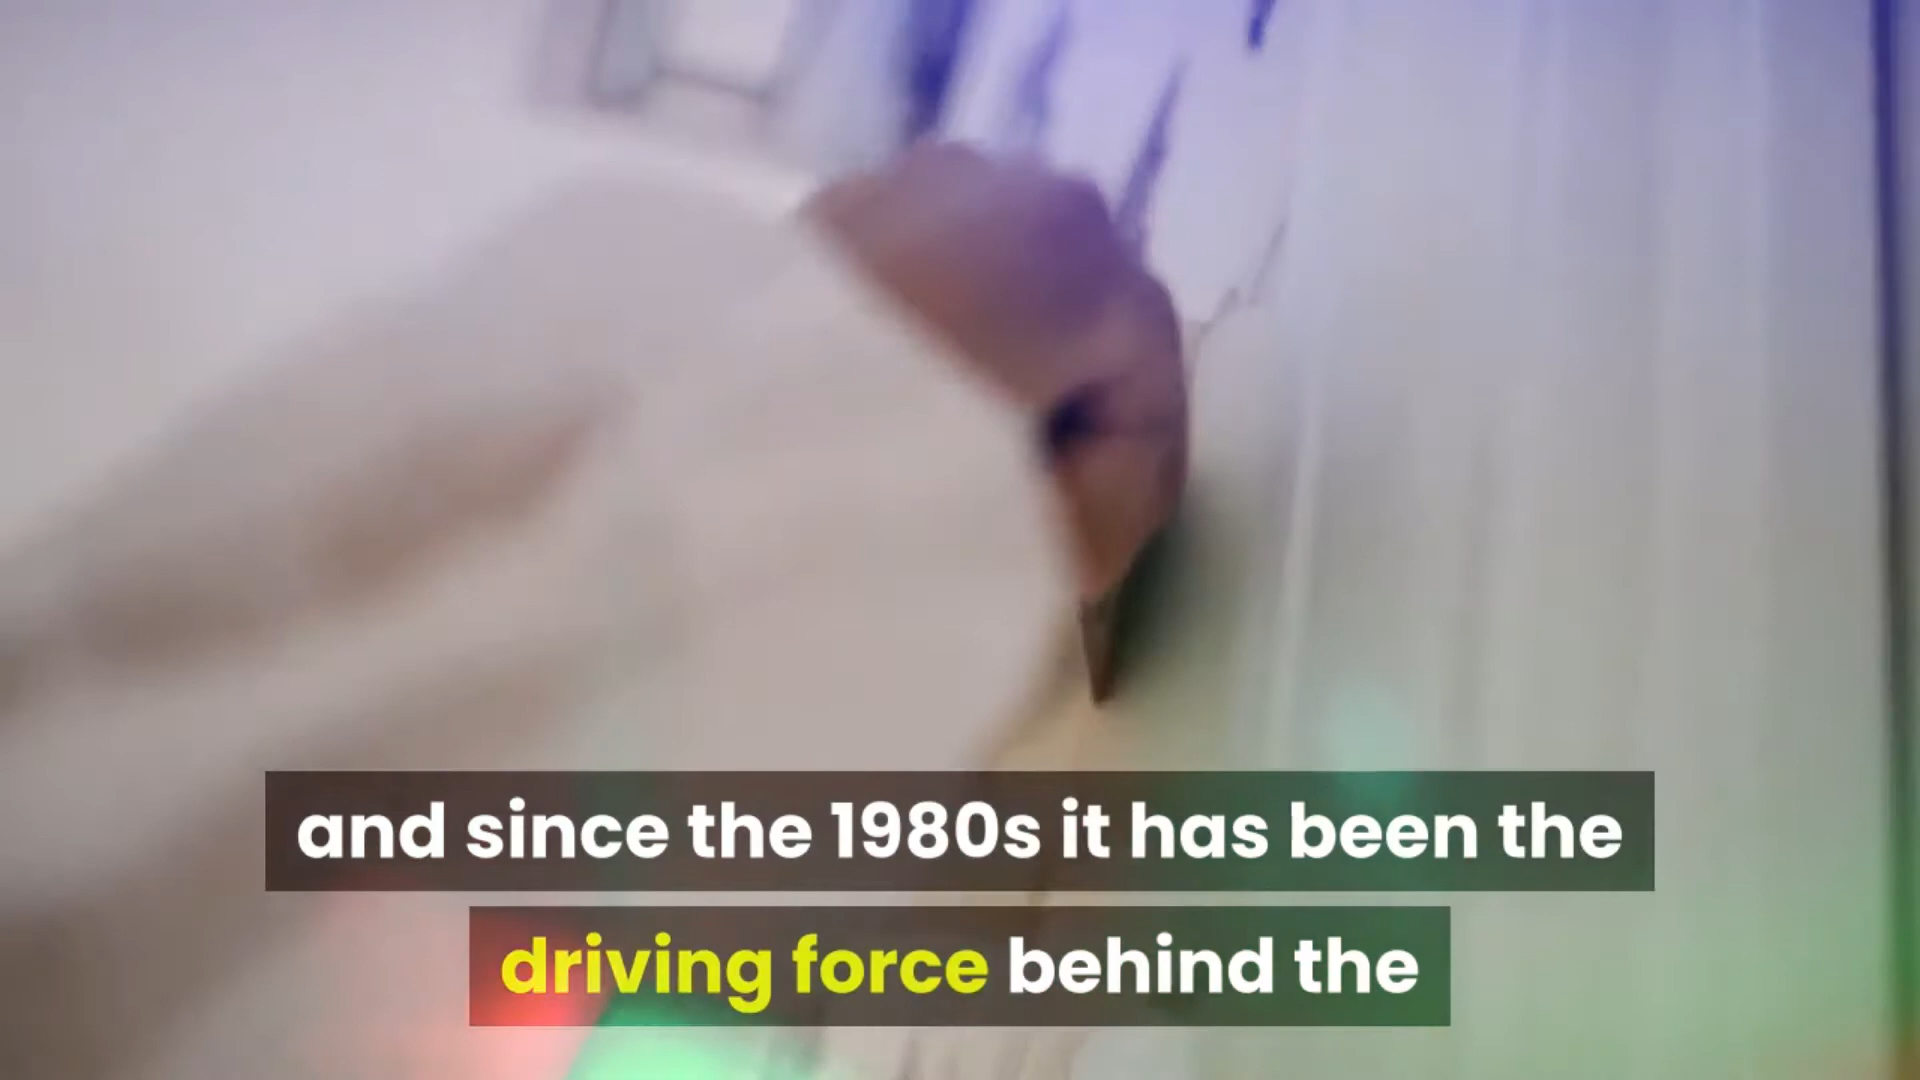 and since the 1980s it has been the
driving force behind the